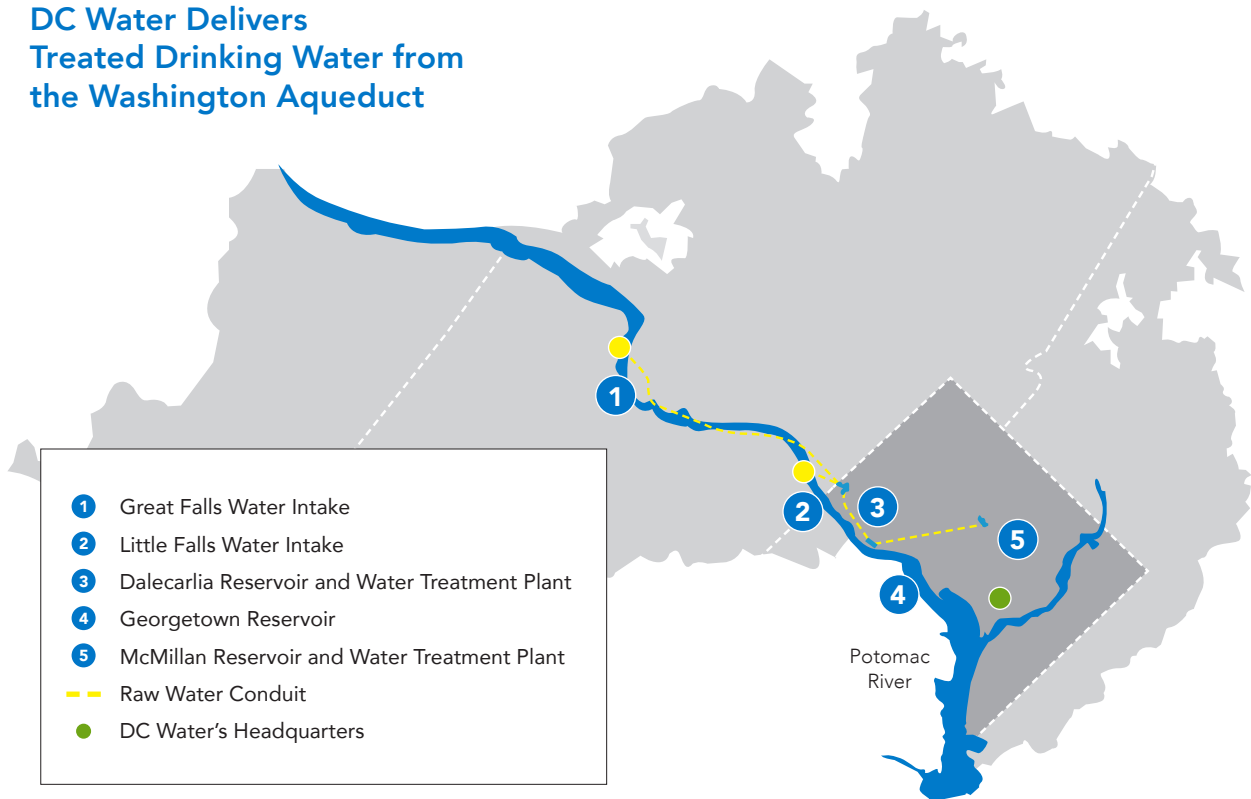 DC Water Delivers
Treated Drinking Water from
the Washington Aqueduct
1
2
3
5
4
Potomac
River
1 Great Falls Water Intake
2 Little Falls Water Intake
3 Dalecarlia Reservoir and Water Treatment Plant
4 Georgetown Reservoir
5 McMillan Reservoir and Water Treatment Plant
Raw Water Conduit
DC Water's Headquarters